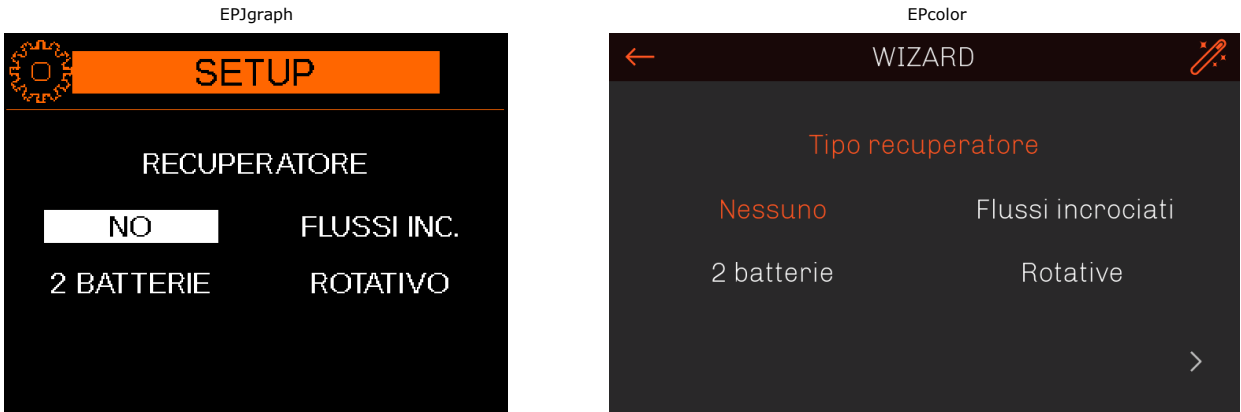 EPJgraph
SETUP
RECUPERATORE
NO
FLUSSI INC.
2 BATTERIE
ROTATIVO
EPcolor
WIZARD
Tipo recuperatore
Nessuno
Flussi incrociati
2 batterie
Rotative